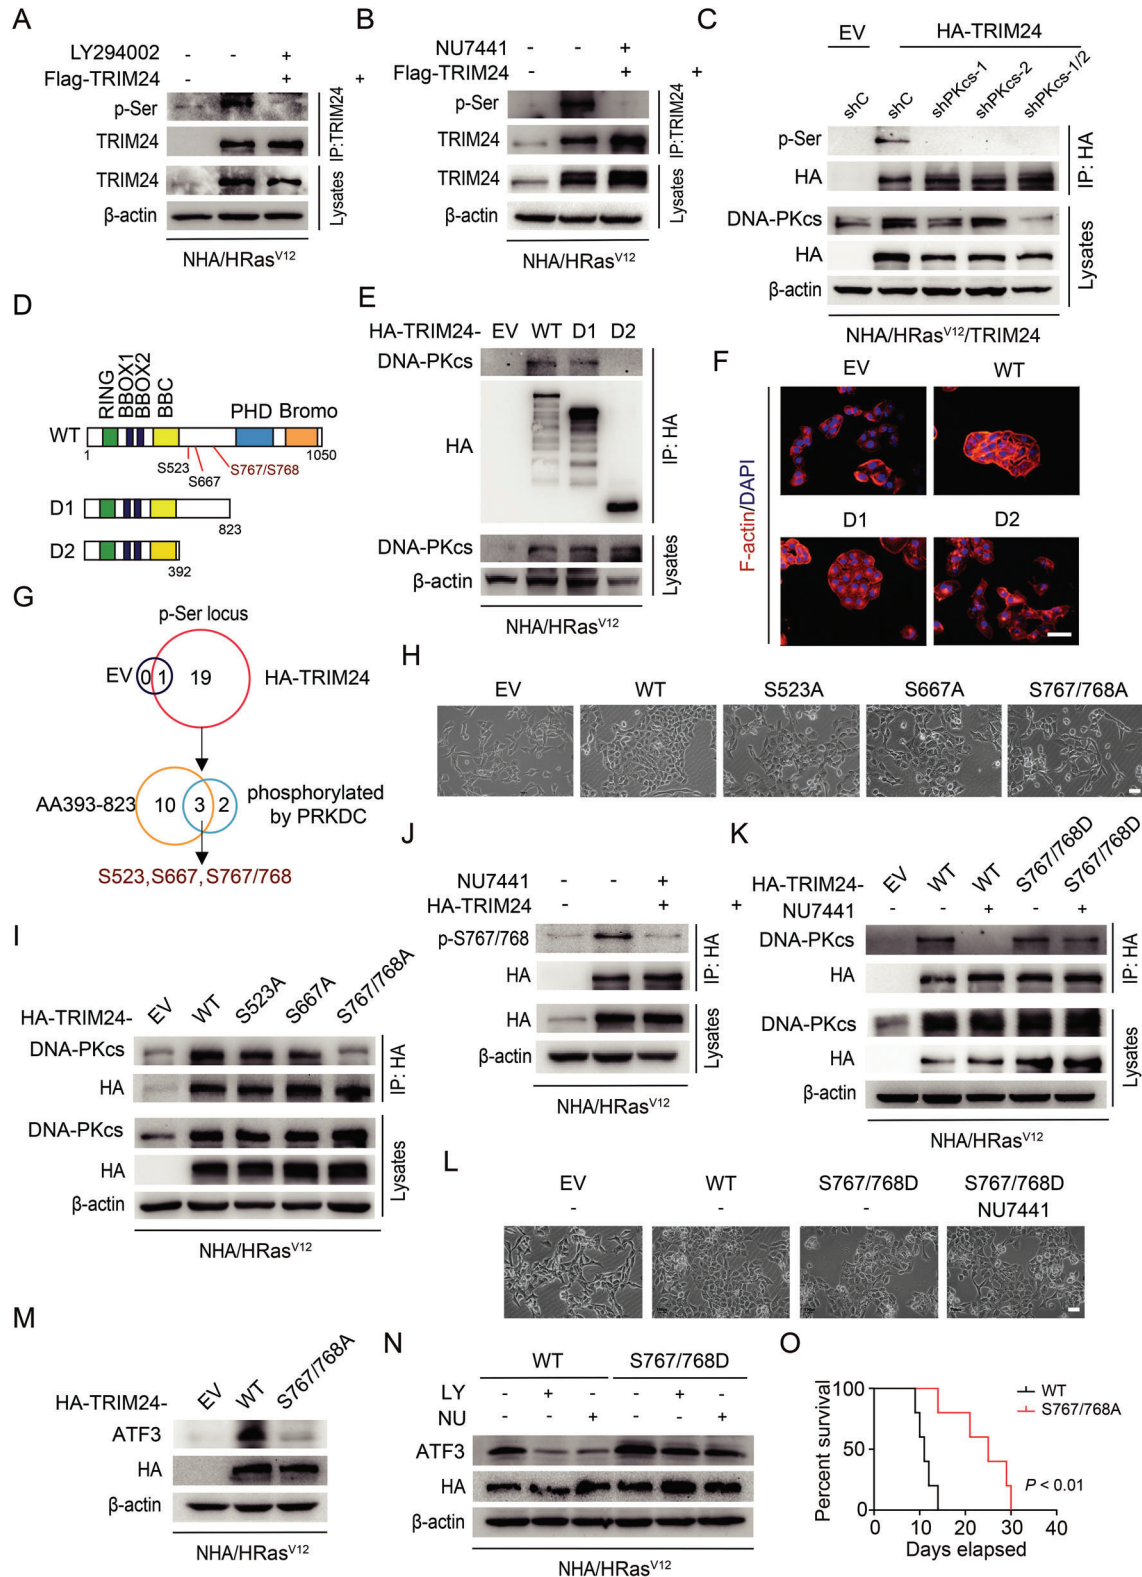 A
LY294002 - - +
Flag-TRIM24 - + +
p-Ser
TRIM24
IP:TRIM24
TRIM24
β-actin
Lysates
NHA/HRasV12
B
NU7441 - - +
Flag-TRIM24 - + +
p-Ser
TRIM24
IP:TRIM24
TRIM24
β-actin
Lysates
NHA/HRasV12
C
EV HA-TRIM24
shC shC shPKcs-1 shPKcs-2 shPKcs-1/2
p-Ser
HA
IP: HA
DNA-PKcs
HA
β-actin
Lysates
NHA/HRasV12/TRIM24
D
RING BBOX1 BBOX2 BBC PHD Bromo
WT
1 1050
S523 S667 S767/S768
D1
823
D2
392
E
HA-TRIM24- EV WT D1 D2
DNA-PKcs
HA
IP: HA
DNA-PKcs
β-actin
Lysates
NHA/HRasV12
F
EV WT
D1 D2
F-actin/DAPI
G
p-Ser locus
EV 0 1 19 HA-TRIM24
AA393-823 10 3 2 phosphorylated
by PRKDC
S523,S667,S767/768
H
EV WT S523A S667A S767/768A
I
HA-TRIM24- EV WT S523A S667A S767/768A
DNA-PKcs
HA
IP: HA
DNA-PKcs
HA
β-actin
Lysates
NHA/HRasV12
J
NU7441 - - +
HA-TRIM24 - + +
p-S767/768
HA
IP: HA
HA
β-actin
Lysates
NHA/HRasV12
K
HA-TRIM24- EV WT WT S767/768D S767/768D
NU7441 - - + - +
DNA-PKcs
HA
IP: HA
DNA-PKcs
HA
β-actin
Lysates
NHA/HRasV12
L
EV WT S767/768D S767/768D
- - - NU7441
M
HA-TRIM24- EV WT S767/768A
ATF3
HA
β-actin
NHA/HRasV12
N
WT S767/768D
LY - + - - + -
NU - - + - - +
ATF3
HA
β-actin
NHA/HRasV12
O
Percent survival
100
50
0
0 10 20 30 40
Days elapsed
WT
S767/768A
P < 0.01